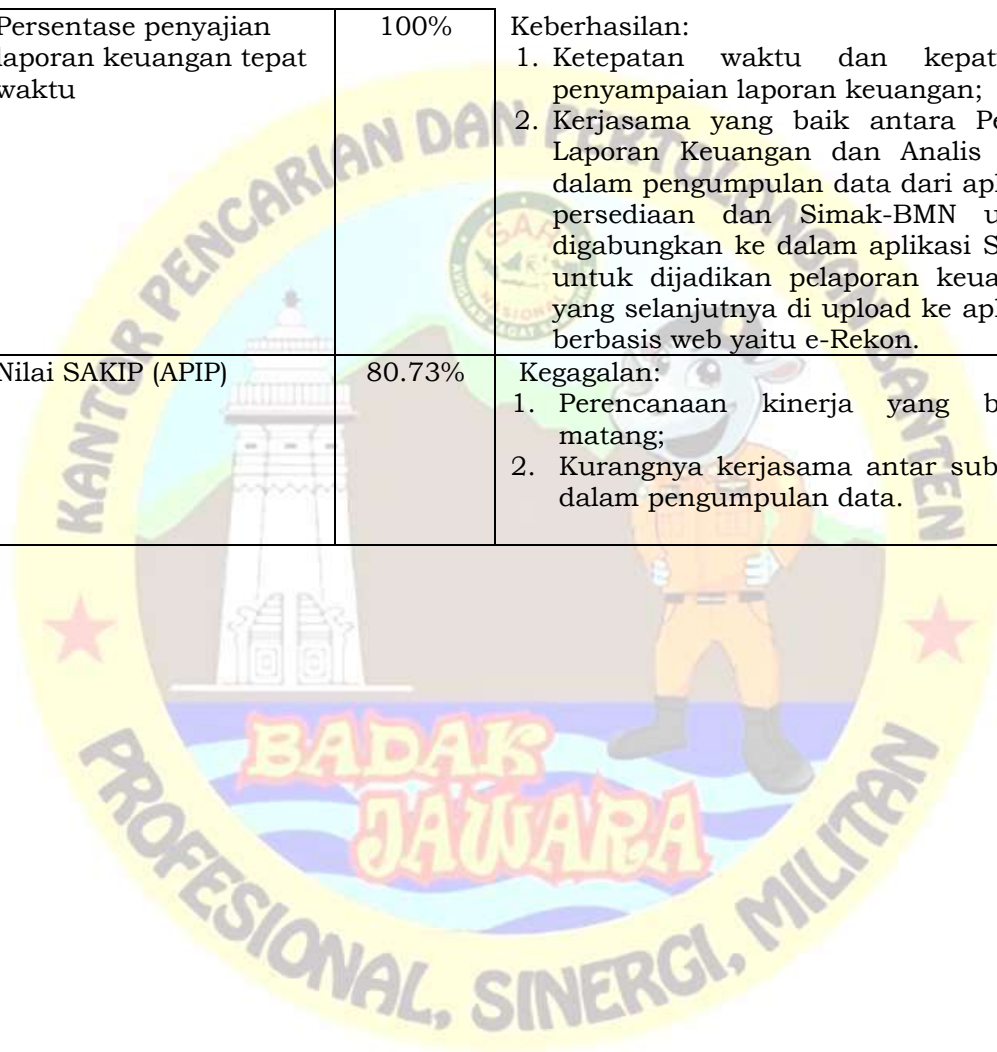 Persentase penyajian
laporan keuangan tepat
waktu
100%
Keberhasilan:
1. Ketepatan waktu dan
penyampaian laporan keuangan;
2. Kerjasama yang baik antara
Laporan Keuangan dan Analis
dalam pengumpulan data dari
persediaan dan Simak-BMN
digabungkan ke dalam aplikasi
untuk dijadikan pelaporan
yang selanjutnya di upload ke
berbasis web yaitu e-Rekon.
Nilai SAKIP (APIP)
80.73%
Kegagalan:
1. Perencanaan kinerja yang
matang;
2. Kurangnya kerjasama antar
dalam pengumpulan data.
KANTOR PENCARIAN DAN PERTOLONGAN BANTEN
SAR
NASIONAL
BADAK
JAWARA
PROFESIONAL, SINERGI, MILITAN